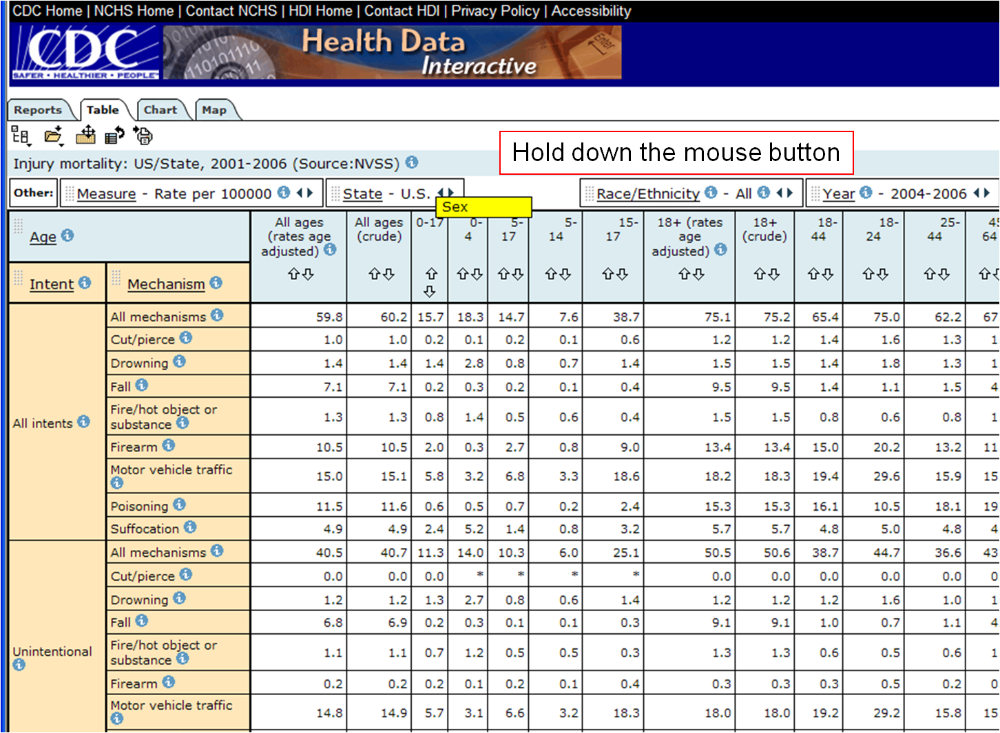 CDC Home | NCHS Home | Contact NCHS | HDI Home | Contact HDI | Privacy Policy | Accessibility
CDC
SAFER • HEALTHIER • PEOPLE™
Health Data
Interactive
Enter
Reports Table Chart Map
Hold down the mouse button
Injury mortality: US/State, 2001-2006 (Source:NVSS)
Other: Measure - Rate per 100000 State - U.S. Race/Ethnicity - All Year - 2004-2006
Sex
Age
All ages (rates age adjusted) All ages (crude) 0-17 0-4 5-17 5-14 15-17 18+ (rates age adjusted) 18+ (crude) 18-44 18-24 25-44
Intent Mechanism
All intents
All mechanisms 59.8 60.2 15.7 18.3 14.7 7.6 38.7 75.1 75.2 65.4 75.0 62.2 67.
Cut/pierce 1.0 1.0 0.2 0.1 0.2 0.1 0.6 1.2 1.2 1.4 1.6 1.3 1.
Drowning 1.4 1.4 1.4 2.8 0.8 0.7 1.4 1.5 1.5 1.4 1.8 1.3 1.
Fall 7.1 7.1 0.2 0.3 0.2 0.1 0.4 9.5 9.5 1.4 1.1 1.5 4.
Fire/hot object or substance 1.3 1.3 0.8 1.4 0.5 0.6 0.4 1.5 1.5 0.8 0.6 0.8 1.
Firearm 10.5 10.5 2.0 0.3 2.7 0.8 9.0 13.4 13.4 15.0 20.2 13.2 11.
Motor vehicle traffic 15.0 15.1 5.8 3.2 6.8 3.3 18.6 18.2 18.3 19.4 29.6 15.9 15.
Poisoning 11.5 11.6 0.6 0.5 0.7 0.2 2.4 15.3 15.3 16.1 10.5 18.1 19.
Suffocation 4.9 4.9 2.4 5.2 1.4 0.8 3.2 5.7 5.7 4.8 5.0 4.8 4.
Unintentional
All mechanisms 40.5 40.7 11.3 14.0 10.3 6.0 25.1 50.5 50.6 38.7 44.7 36.6 43.
Cut/pierce 0.0 0.0 0.0 * * * * 0.0 0.0 0.0 0.0 0.0 0.
Drowning 1.2 1.2 1.3 2.7 0.8 0.6 1.4 1.2 1.2 1.2 1.6 1.0 1.
Fall 6.8 6.9 0.2 0.3 0.1 0.1 0.3 9.1 9.1 1.0 0.7 1.1 4.
Fire/hot object or substance 1.1 1.1 0.7 1.2 0.5 0.5 0.3 1.3 1.3 0.6 0.5 0.6 1.
Firearm 0.2 0.2 0.2 0.1 0.2 0.1 0.4 0.3 0.3 0.3 0.5 0.2 0.
Motor vehicle traffic 14.8 14.9 5.7 3.1 6.6 3.2 18.3 18.0 18.0 19.2 29.2 15.8 15.